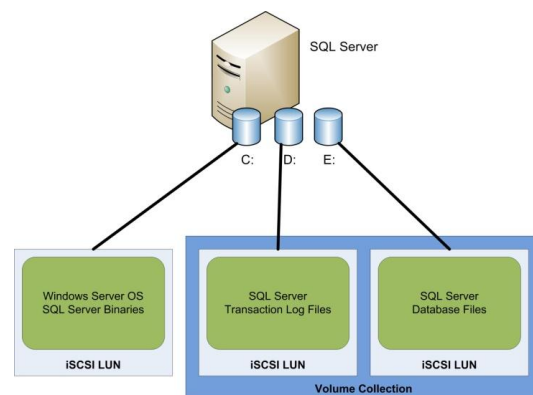 SQL Server
C:
D:
E:
Windows Server OS
SQL Server Binaries
iSCSI LUN
SQL Server
Transaction Log Files
iSCSI LUN
SQL Server
Database Files
iSCSI LUN
Volume Collection